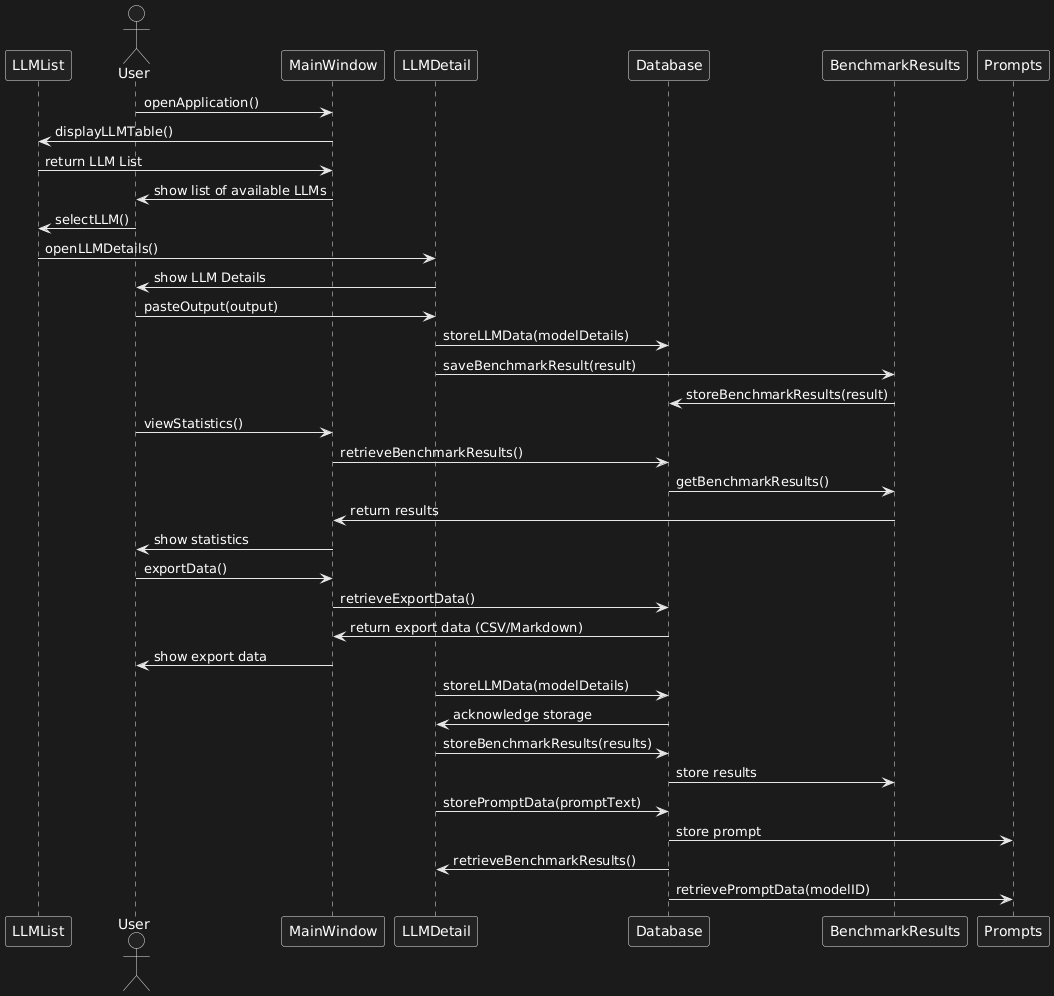 User
LLMList
MainWindow
LLMDetail
Database
BenchmarkResults
Prompts
openApplication()
displayLLMTable()
return LLM List
show list of available LLMs
selectLLM()
openLLMDetails()
show LLM Details
pasteOutput(output)
storeLLMData(modelDetails)
saveBenchmarkResult(result)
storeBenchmarkResults(result)
viewStatistics()
retrieveBenchmarkResults()
getBenchmarkResults()
return results
show statistics
exportData()
retrieveExportData()
return export data (CSV/Markdown)
show export data
storeLLMData(modelDetails)
acknowledge storage
storeBenchmarkResults(results)
store results
storePromptData(promptText)
store prompt
retrieveBenchmarkResults()
retrievePromptData(modelID)
LLMList
User
MainWindow
LLMDetail
Database
BenchmarkResults
Prompts